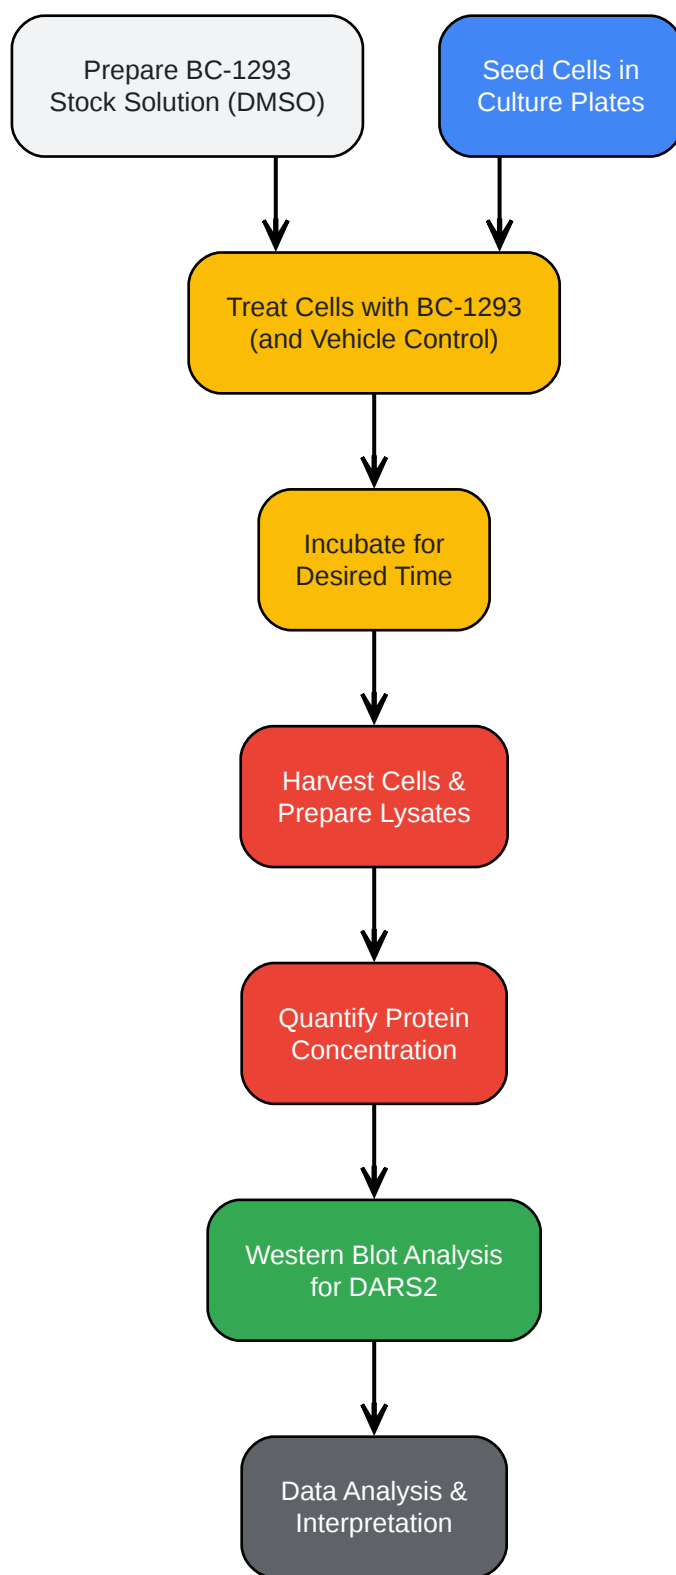 Prepare BC-1293
Stock Solution (DMSO)
Seed Cells in
Culture Plates
Treat Cells with BC-1293
(and Vehicle Control)
Incubate for
Desired Time
Harvest Cells &
Prepare Lysates
Quantify Protein
Concentration
Western Blot Analysis
for DARS2
Data Analysis &
Interpretation